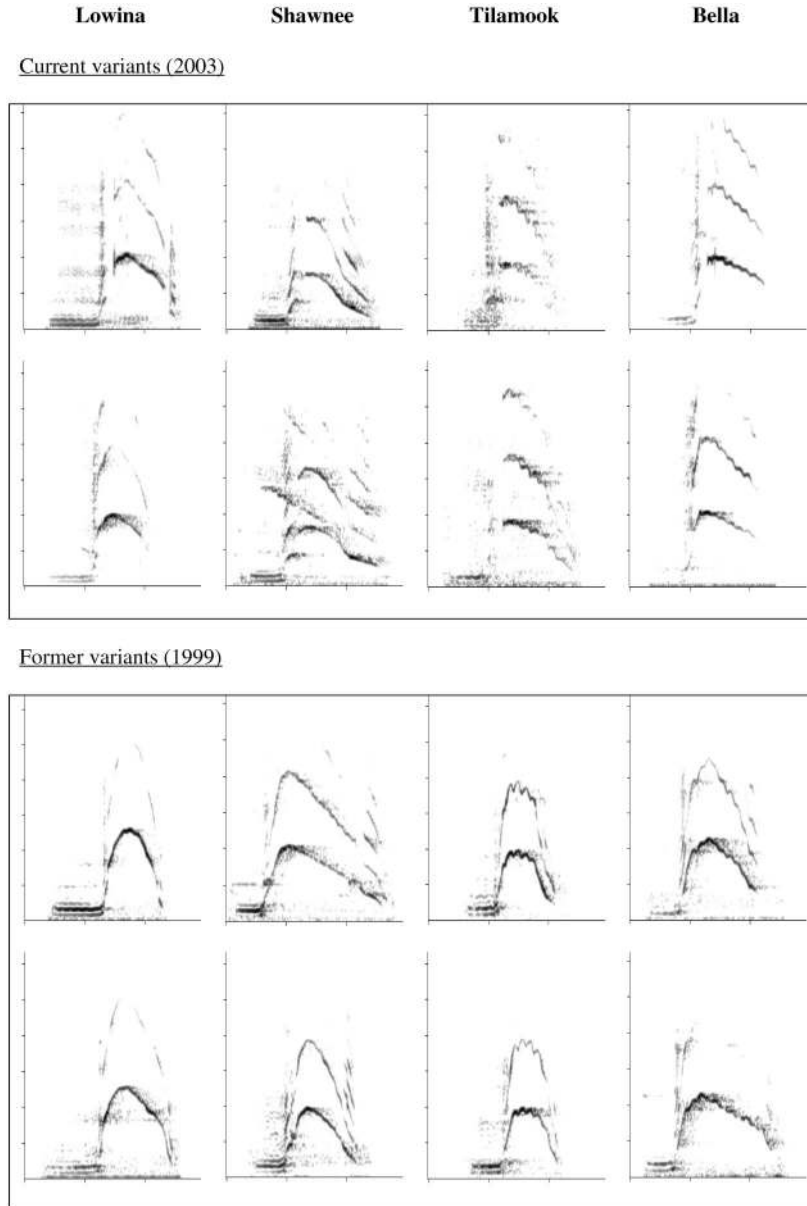 Lowina Shawnee Tilamook Bella
Current variants (2003)
Former variants (1999)